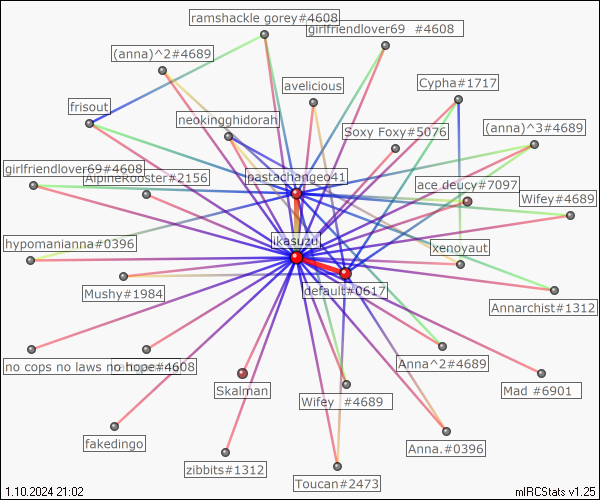 ramshackle gorey#4608
girlfriendlover69 #4608
(anna)^2#4689
avelicious
Cypha#1717
frisout
neokingghidorah
Soxy Foxy#5076
(anna)^3#4689
girlfriendlover69#4608
AlpineRooster#2156
pastachangeo41
ace deucy#7097
Wifey#4689
hypomanianna#0396
ikasuzu
xenoyaut
Mushy#1984
default#0617
Annarchist#1312
no cops no laws no hope#4608
Anna^2#4689
Skalman
Wifey #4689
Mad #6901
fakedingo
Anna.#0396
zibbits#1312
Toucan#2473
1.10.2024 21:02
mIRCStats v1.25